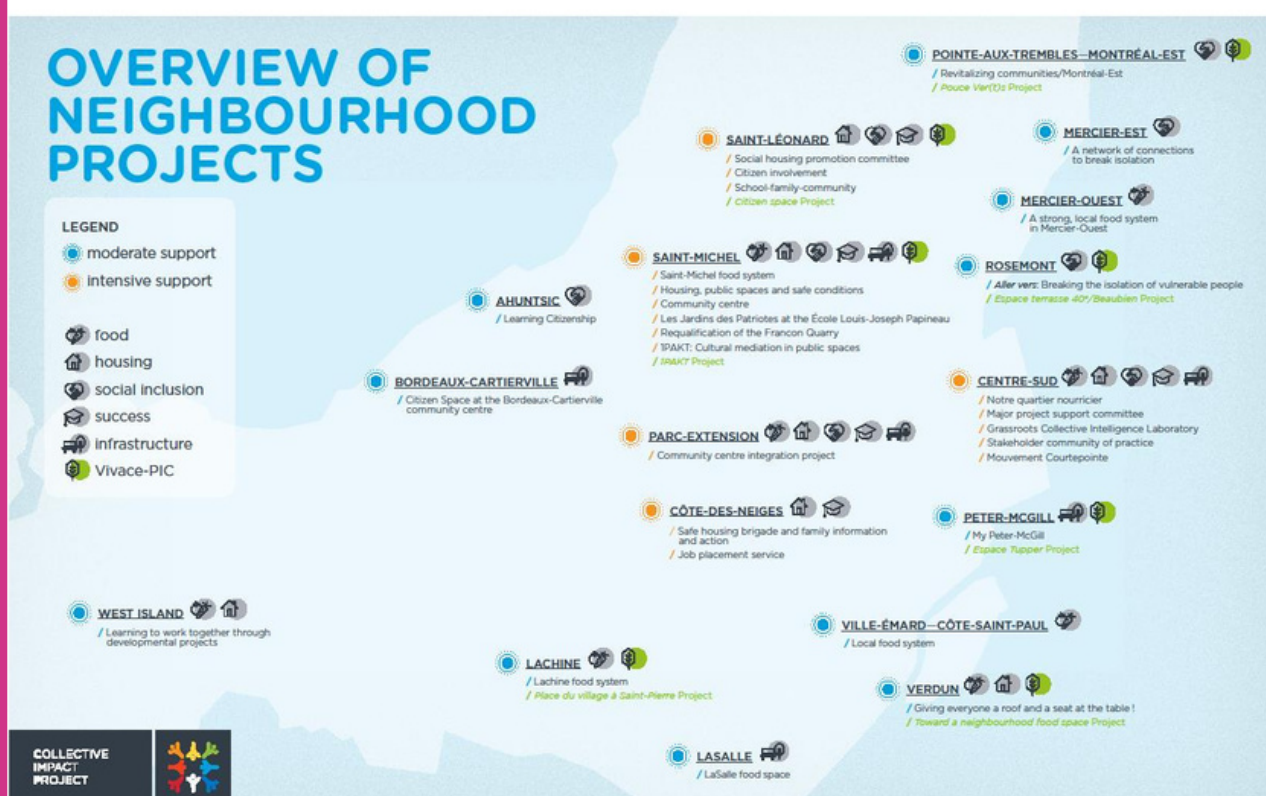 OVERVIEW OF
NEIGHBOURHOOD
PROJECTS
LEGEND
moderate support
intensive support
food
housing
social inclusion
success
infrastructure
Vivace-PIC
POINTE-AUX-TREMBLES—MONTRÉAL-EST
/ Revitalizing communities/Montréal-Est
/ Pouce Ver(t)s Project
SAINT-LÉONARD
/ Social housing promotion committee
/ Citizen involvement
/ School-family-community
/ Citizen space Project
MERCIER-EST
/ A network of connections
to break isolation
MERCIER-OUEST
/ A strong, local food system
in Mercier-Ouest
SAINT-MICHEL
/ Saint-Michel food system
/ Housing, public spaces and safe conditions
/ Community centre
/ Les Jardins des Patriotes at the École Louis-Joseph Papineau
/ Requalification of the Francon Quarry
/ 1PAKT: Cultural mediation in public spaces
/ 1PAKT Project
ROSEMONT
/ Aller vers: Breaking the isolation of vulnerable people
/ Espace terrasse 40e/Beaubien Project
AHUNTSIC
/ Learning Citizenship
BORDEAUX-CARTIERVILLE
/ Citizen Space at the Bordeaux-Cartierville
community centre
CENTRE-SUD
/ Notre quartier nourricier
/ Major project support committee
/ Grassroots Collective Intelligence Laboratory
/ Stakeholder community of practice
/ Mouvement Courtepointe
PARC-EXTENSION
/ Community centre integration project
CÔTE-DES-NEIGES
/ Safe housing brigade and family information
and action
/ Job placement service
PETER-MCGILL
/ My Peter-McGill
/ Espace Tupper Project
WEST ISLAND
/ Learning to work together through
developmental projects
VILLE-ÉMARD—CÔTE-SAINT-PAUL
/ Local food system
LACHINE
/ Lachine food system
/ Place du village à Saint-Pierre Project
VERDUN
/ Giving everyone a roof and a seat at the table !
/ Toward a neighbourhood food space Project
LASALLE
/ LaSalle food space
COLLECTIVE
IMPACT
PROJECT